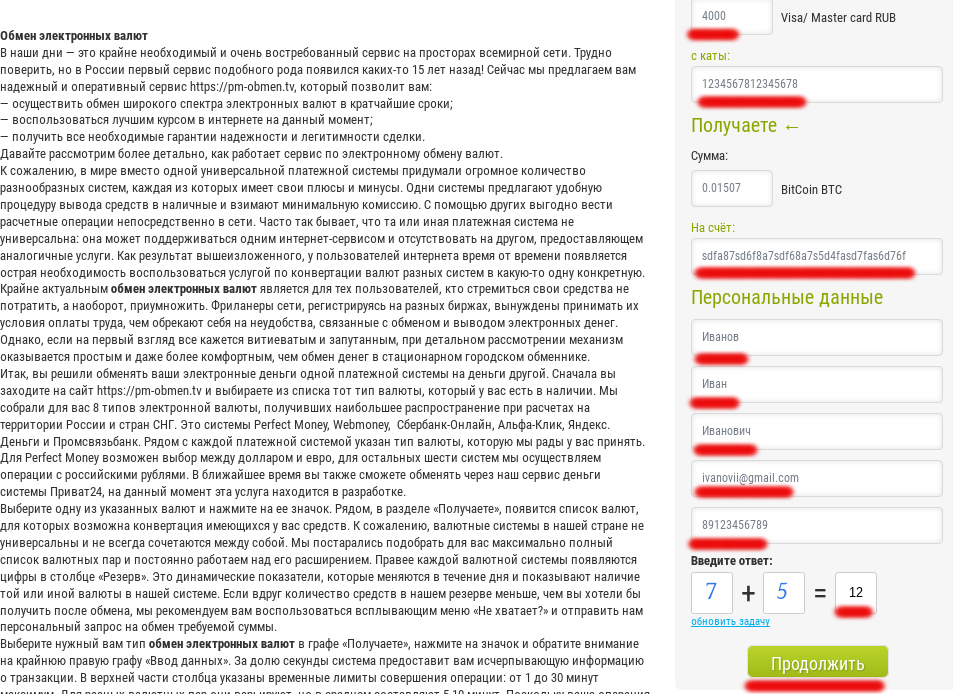 Обмен электронных валют
В наши дни — это крайне необходимый и очень востребованный сервис на просторах всемирной сети. Трудно
поверить, но в России первый сервис подобного рода появился каких-то 15 лет назад! Сейчас мы предлагаем вам
надежный и оперативный сервис https://pm-obmen.tv, который позволит вам:
— осуществить обмен широкого спектра электронных валют в кратчайшие сроки;
— воспользоваться лучшим курсом в интернете на данный момент;
— получить все необходимые гарантии надежности и легитимности сделки.
Давайте рассмотрим более детально, как работает сервис по электронному обмену валют.
К сожалению, в мире вместо одной универсальной платежной системы придумали огромное количество
разнообразных систем, каждая из которых имеет свои плюсы и минусы. Одни системы предлагают удобную
процедуру вывода средств в наличные и взимают минимальную комиссию. С помощью других выгодно вести
расчетные операции непосредственно в сети. Часто так бывает, что та или иная платежная система не
универсальна: она может поддерживаться одним интернет-сервисом и отсутствовать на другом, предоставляющем
аналогичные услуги. Как результат вышеизложенного, у пользователей интернета время от времени появляется
острая необходимость воспользоваться услугой по конвертации валют разных систем в какую-то одну конкретную.
Крайне актуальным обмен электронных валют является для тех пользователей, кто стремиться свои средства не
потратить, а наоборот, приумножить. Фрилансеры сети, регистрируясь на разных биржах, вынуждены принимать их
условия оплаты труда, чем обрекают себя на неудобства, связанные с обменом и выводом электронных денег.
Однако, если на первый взгляд все кажется витиеватым и запутанным, при детальном рассмотрении механизм
оказывается простым и даже более комфортным, чем обмен денег в стационарном городском обменнике.
Итак, вы решили обменять ваши электронные деньги одной платежной системы на деньги другой. Сначала вы
заходите на сайт https://pm-obmen.tv и выбираете из списка тот тип валюты, который у вас есть в наличии. Мы
собрали для вас 8 типов электронной валюты, получивших наибольшее распространение при расчетах на
территории России и стран СНГ. Это системы Perfect Money, Webmoney, Сбербанк-Онлайн, Альфа-Клик, Яндекс.
Деньги и Промсвязьбанк. Рядом с каждой платежной системой указан тип валюты, которую мы рады у вас принять.
Для Perfect Money возможен выбор между долларом и евро, для остальных шести систем мы осуществляем
операции с российскими рублями. В ближайшее время вы также сможете обменять через наш сервис деньги
системы Приват24, на данный момент эта услуга находится в разработке.
Выберите одну из указанных валют и нажмите на ее значок. Рядом, в разделе «Получаете», появится список валют,
для которых возможна конвертация имеющихся у вас средств. К сожалению, валютные системы в нашей стране не
универсальны и не всегда сочетаются между собой. Мы постарались подобрать для вас максимально полный
список валютных пар и постоянно работаем над его расширением. Правее каждой валютной системы появляются
цифры в столбце «Резерв». Это динамические показатели, которые меняются в течение дня и показывают наличие
той или иной валюты в нашей системе. Если вдруг количество средств в нашем резерве меньше, чем вы хотели бы
получить после обмена, мы рекомендуем вам воспользоваться всплывающим меню «Не хватает?» и отправить нам
персональный запрос на обмен требуемой суммы.
Выберите нужный вам тип обмен электронных валют в графе «Получаете», нажмите на значок и обратите внимание
на крайнюю правую графу «Ввод данных». За долю секунды система предоставит вам исчерпывающую информацию
о транзакции. В верхней части столбца указаны временные лимиты совершения операции: от 1 до 30 минут
4000 Visa/ Master card RUB
с каты:
1234567812345678
Получаете ←
Сумма:
0.01507 BitCoin BTC
На счёт:
sdfa87sd6f8a7sdf68a7s5d4fasd7fas6d76f
Персональные данные
Иванов
Иван
Иванович
ivanovii@gmail.com
89123456789
Введите ответ:
7 + 5 = 12
обновить задачу
Продолжить